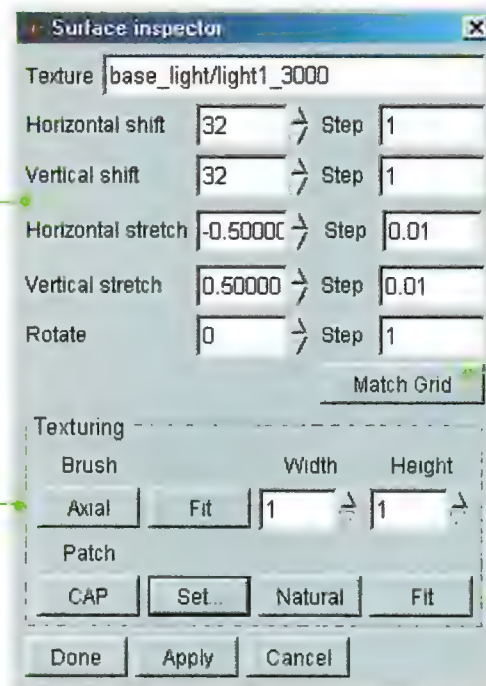 Surface inspector
Texture base_light/light1_3000
Horizontal shift 32 Step 1
Vertical shift 32 Step 1
Horizontal stretch -0.5000 Step 0.01
Vertical stretch 0.50000 Step 0.01
Rotate 0 Step 1
Match Grid
Texturing
Brush Width Height
Axial Fit 1 1
Patch
CAP Set... Natural Fit
Done Apply Cancel